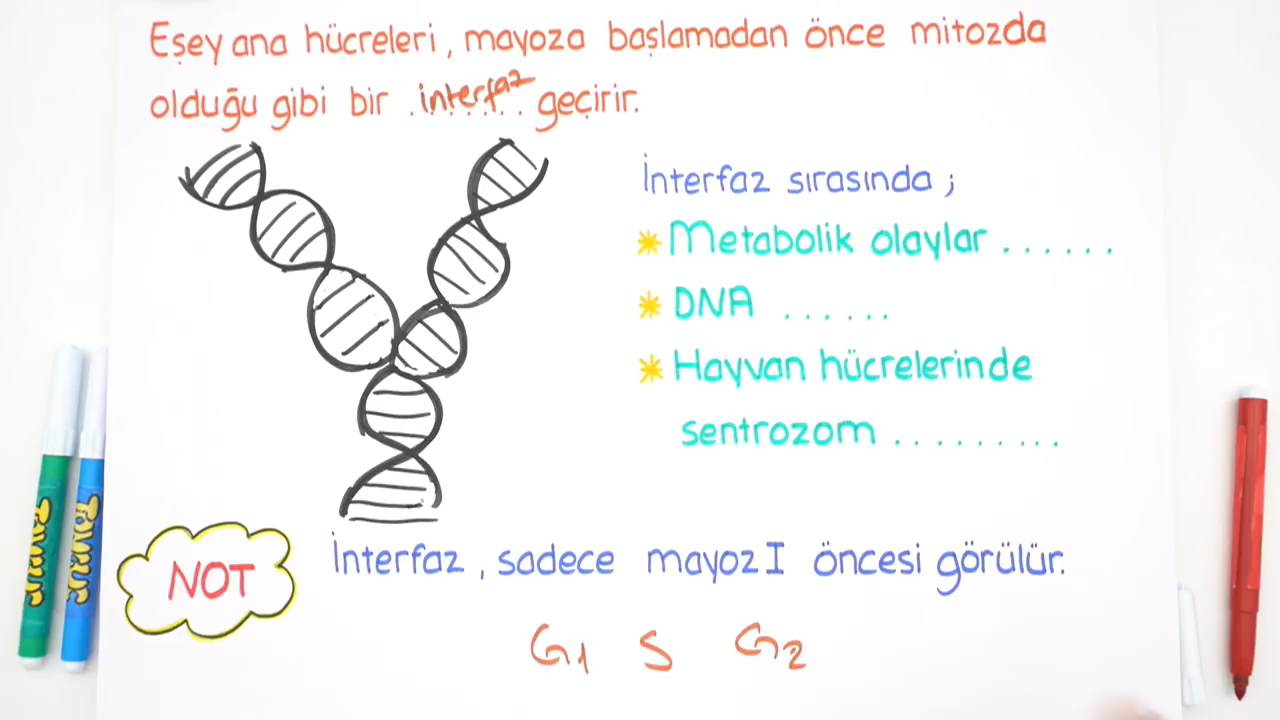 Eşey ana hücreleri, mayoza başlamadan önce mitozda
olduğu gibi bir interfaz geçirir.
İnterfaz sırasında ;
Metabolik olaylar ......
DNA ......
Hayvan hücrelerinde
sentrozom .........
NOT
İnterfaz, sadece mayoz I öncesi görülür.
G1 S G2